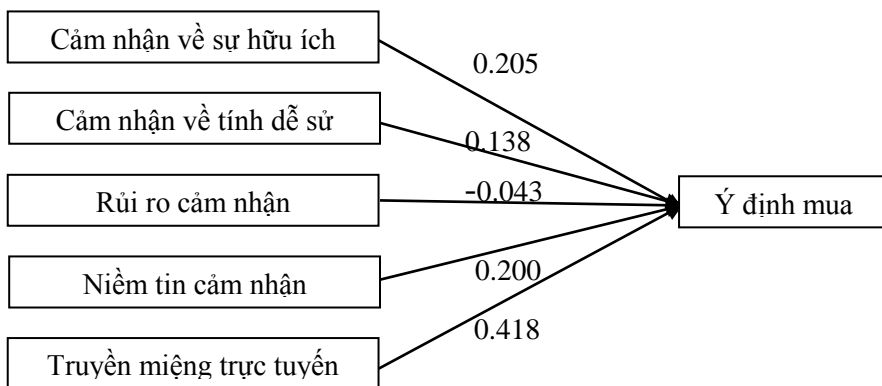 Cảm nhận về sự hữu ích
0.205
Cảm nhận về tính dễ sử
0.138
Rủi ro cảm nhận
-0.043
Ý định mua
Niềm tin cảm nhận
0.200
Truyền miệng trực tuyến
0.418